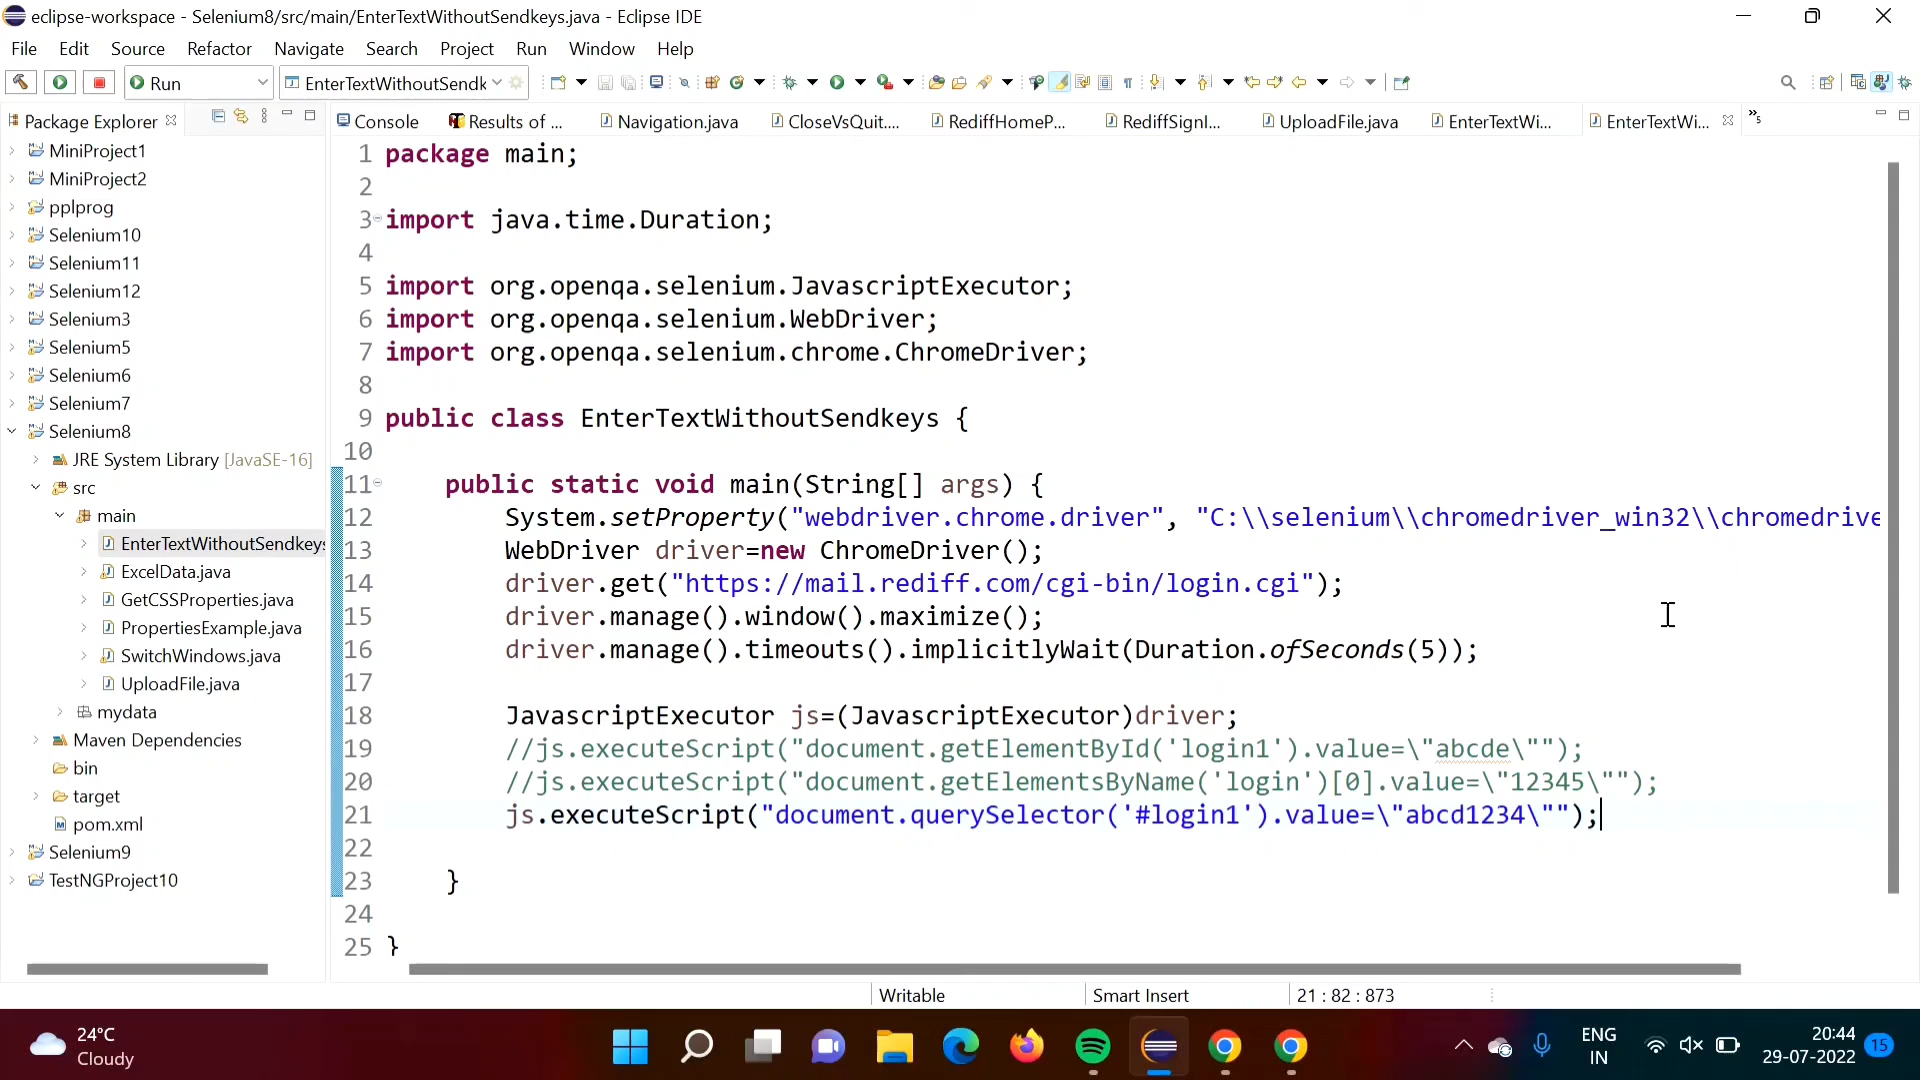 eclipse-workspace - Selenium8/src/main/EnterTextWithoutSendkeys.java - Eclipse IDE
File Edit Source Refactor Navigate Search Project Run Window Help
Run EnterTextWithoutSendk
Package Explorer
Console Results of ... Navigation.java CloseVsQuit.... RediffHomeP... RediffSignI... UploadFile.java EnterTextWi... EnterTextWi... »5
MiniProject1
MiniProject2
pplprog
Selenium10
Selenium11
Selenium12
Selenium3
Selenium5
Selenium6
Selenium7
Selenium8
JRE System Library [JavaSE-16]
src
main
EnterTextWithoutSendkeys
ExcelData.java
GetCSSProperties.java
PropertiesExample.java
SwitchWindows.java
UploadFile.java
mydata
Maven Dependencies
bin
target
pom.xml
Selenium9
TestNGProject10
1 package main;
2
3 import java.time.Duration;
4
5 import org.openqa.selenium.JavascriptExecutor;
6 import org.openqa.selenium.WebDriver;
7 import org.openqa.selenium.chrome.ChromeDriver;
8
9 public class EnterTextWithoutSendkeys {
10
11 public static void main(String[] args) {
12 System.setProperty("webdriver.chrome.driver", "C:\\selenium\\chromedriver_win32\\chromedrive
13 WebDriver driver=new ChromeDriver();
14 driver.get("https://mail.rediff.com/cgi-bin/login.cgi");
15 driver.manage().window().maximize();
16 driver.manage().timeouts().implicitlyWait(Duration.ofSeconds(5));
17
18 JavascriptExecutor js=(JavascriptExecutor)driver;
19 //js.executeScript("document.getElementById('login1').value=\"abcde\"");
20 //js.executeScript("document.getElementsByName('login')[0].value=\"12345\"");
21 js.executeScript("document.querySelector('#login1').value=\"abcd1234\"");
22
23 }
24
25 }
Writable Smart Insert 21 : 82 : 873
24°C
Cloudy
ENG
IN
20:44
29-07-2022
15